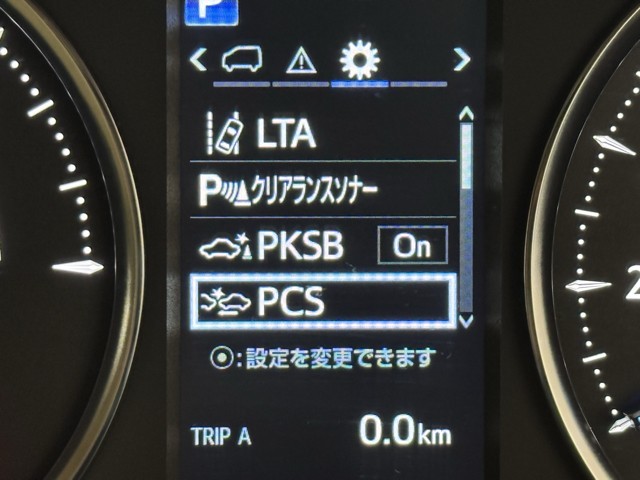 P
LTA
P クリアランスソナー
PKSB On
PCS
⦿:設定を変更できます
TRIP A 0.0km
2